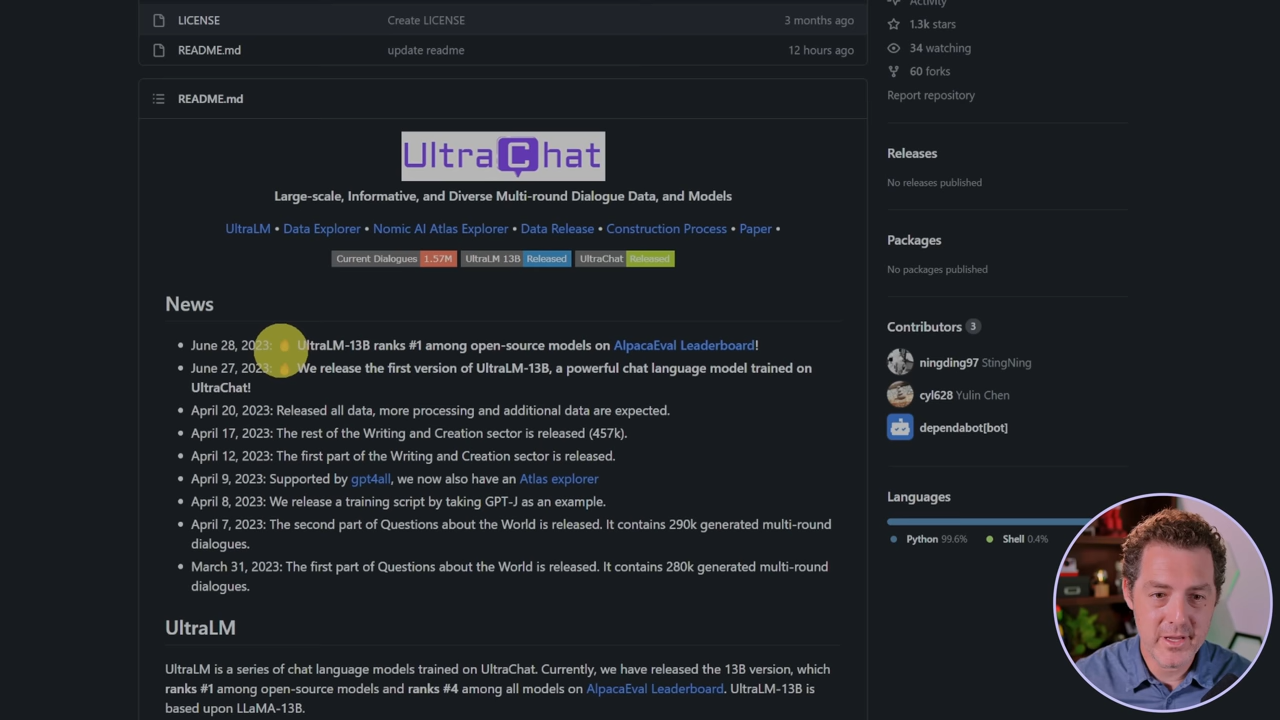 LICENSE Create LICENSE 3 months ago
README.md update readme 12 hours ago
README.md
UltraChat
Large-scale, Informative, and Diverse Multi-round Dialogue Data, and Models
UltraLM • Data Explorer • Nomic AI Atlas Explorer • Data Release • Construction Process • Paper •
Current Dialogues 1.57M UltraLM 13B Released UltraChat Released
News
• June 28, 2023: 🔥 UltraLM-13B ranks #1 among open-source models on AlpacaEval Leaderboard!
• June 27, 2023: 🔥 We release the first version of UltraLM-13B, a powerful chat language model trained on
UltraChat!
• April 20, 2023: Released all data, more processing and additional data are expected.
• April 17, 2023: The rest of the Writing and Creation sector is released (457k).
• April 12, 2023: The first part of the Writing and Creation sector is released.
• April 9, 2023: Supported by gpt4all, we now also have an Atlas explorer
• April 8, 2023: We release a training script by taking GPT-J as an example.
• April 7, 2023: The second part of Questions about the World is released. It contains 290k generated multi-round
dialogues.
• March 31, 2023: The first part of Questions about the World is released. It contains 280k generated multi-round
dialogues.
UltraLM
UltraLM is a series of chat language models trained on UltraChat. Currently, we have released the 13B version, which
ranks #1 among open-source models and ranks #4 among all models on AlpacaEval Leaderboard. UltraLM-13B is
based upon LLaMA-13B.
Activity
1.3k stars
34 watching
60 forks
Report repository
Releases
No releases published
Packages
No packages published
Contributors 3
ningding97 StingNing
cyl628 Yulin Chen
dependabot[bot]
Languages
Python 99.6% Shell 0.4%